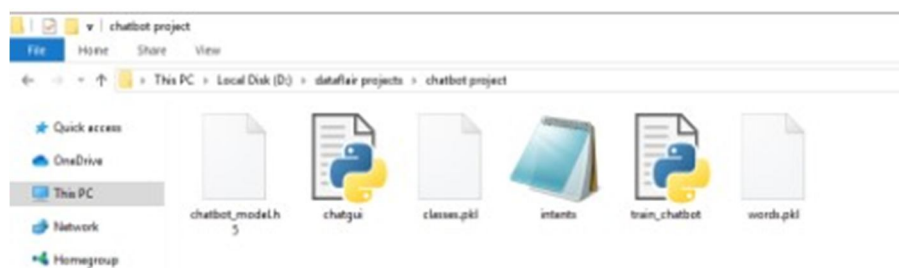 chatbot project
File Home Share View
This PC > Local Disk (D:) > dataflair projects > chatbot project
Quick access
OneDrive
This PC
Network
Homegroup
chatbot_model.h
5
chatgui
classes.pkl
intents
train_chatbot
words.pkl